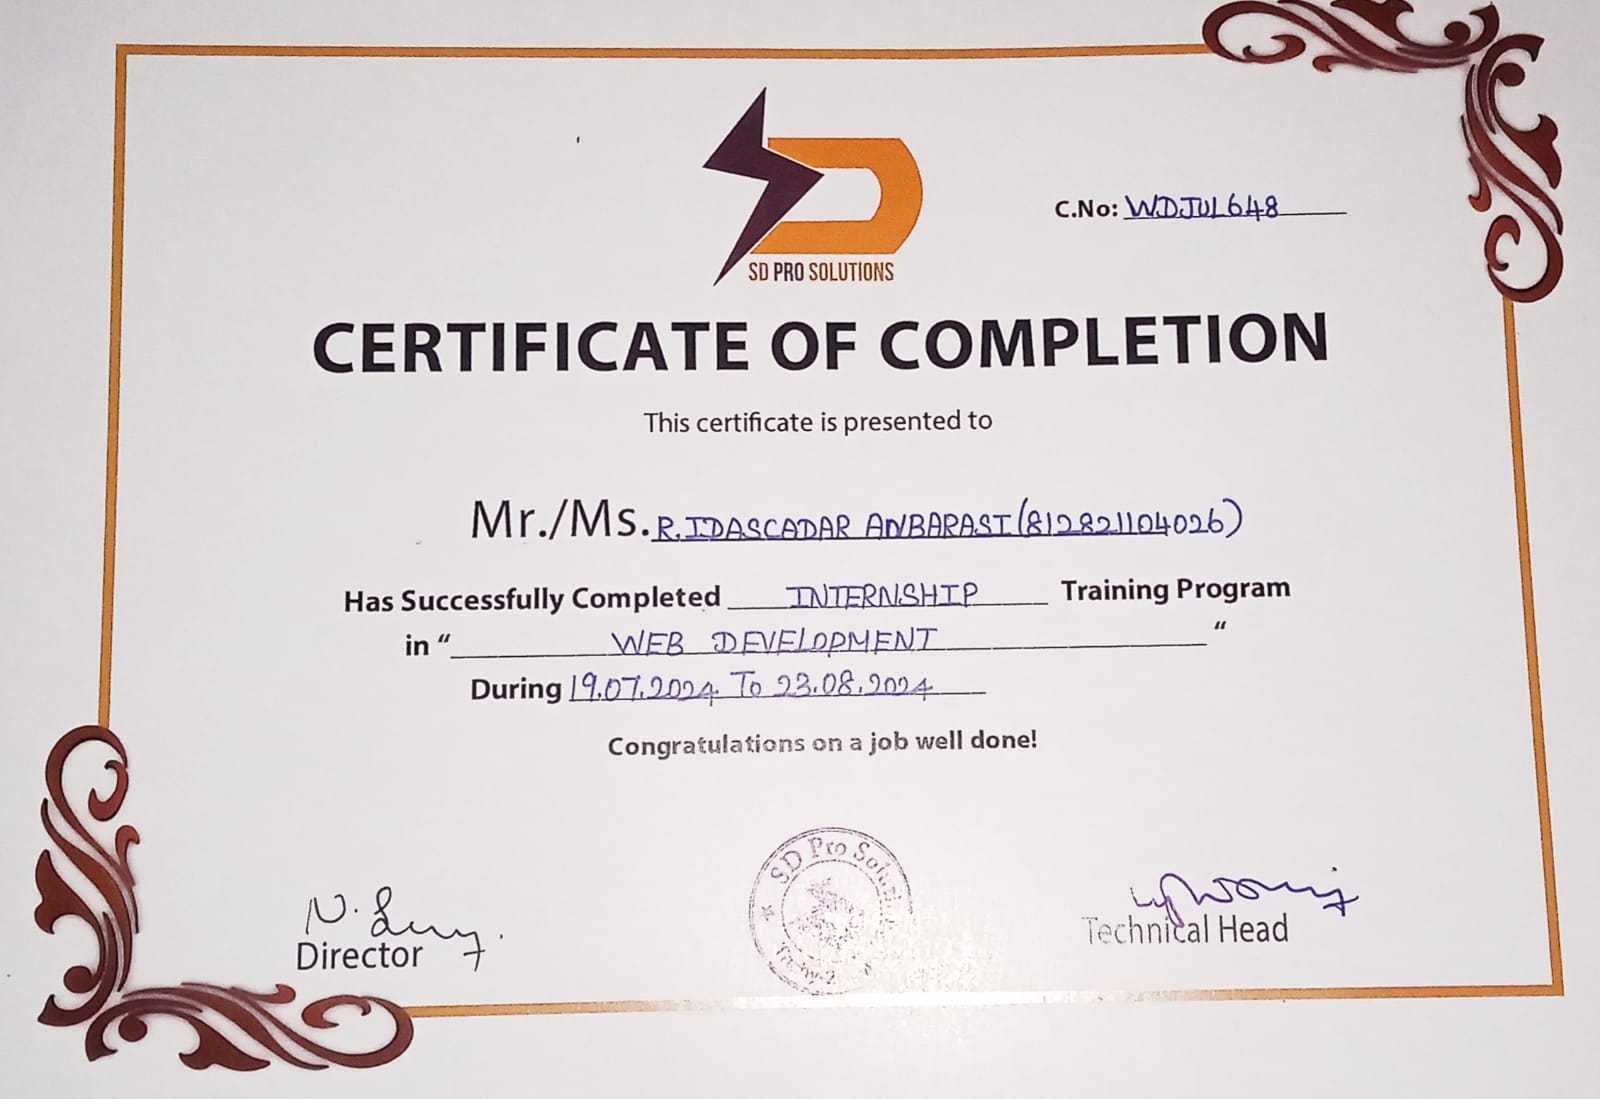 SD PRO SOLUTIONS
C.No: WDJUL648
CERTIFICATE OF COMPLETION
This certificate is presented to
Mr./Ms. R.IDASCADAR ANBARASI (812821104026)
Has Successfully Completed INTERNSHIP Training Program
in “ WEB DEVELOPMENT “
During 19.07.2024 To 23.08.2024
Congratulations on a job well done!
SD Pro
Director
Technical Head